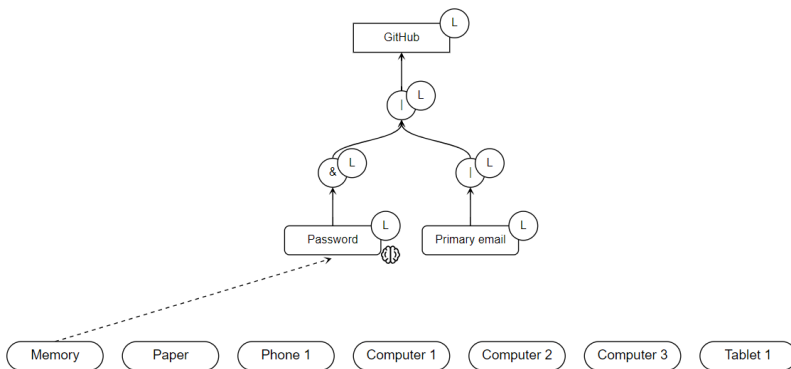 L
GitHub
L
|
L
L
&
|
L
L
Password
Primary email
Memory
Paper
Phone 1
Computer 1
Computer 2
Computer 3
Tablet 1